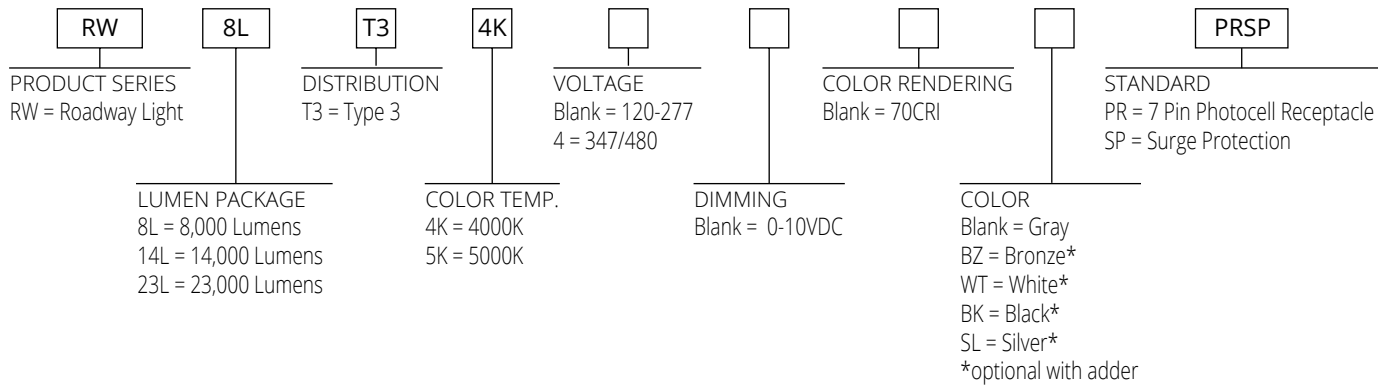 RW 8L T3 4K PRSP
PRODUCT SERIES
RW = Roadway Light
LUMEN PACKAGE
8L = 8,000 Lumens
14L = 14,000 Lumens
23L = 23,000 Lumens
DISTRIBUTION
T3 = Type 3
COLOR TEMP.
4K = 4000K
5K = 5000K
VOLTAGE
Blank = 120-277
4 = 347/480
DIMMING
Blank = 0-10VDC
COLOR RENDERING
Blank = 70CRI
COLOR
Blank = Gray
BZ = Bronze*
WT = White*
BK = Black*
SL = Silver*
*optional with adder
STANDARD
PR = 7 Pin Photocell Receptacle
SP = Surge Protection